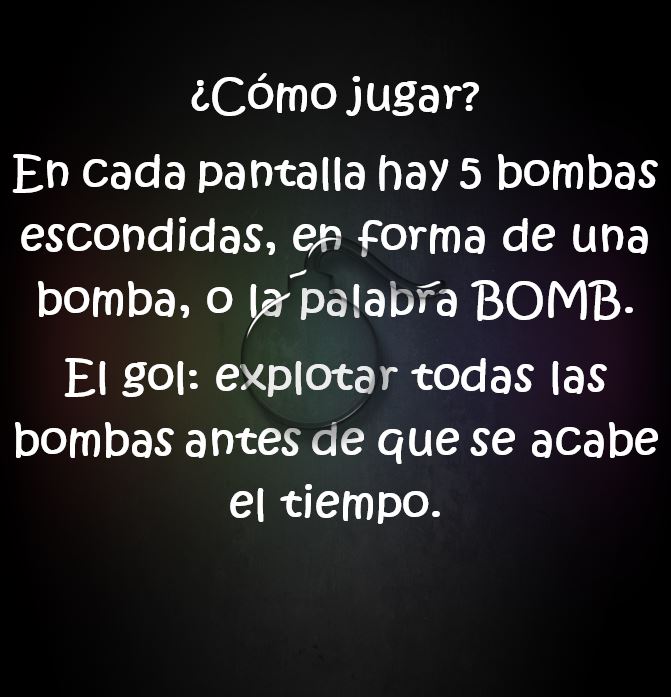 ¿Cómo jugar?
En cada pantalla hay 5 bombas
escondidas, en forma de una
bomba, o la palabra BOMB.
El gol: explotar todas las
bombas antes de que se acabe
el tiempo.